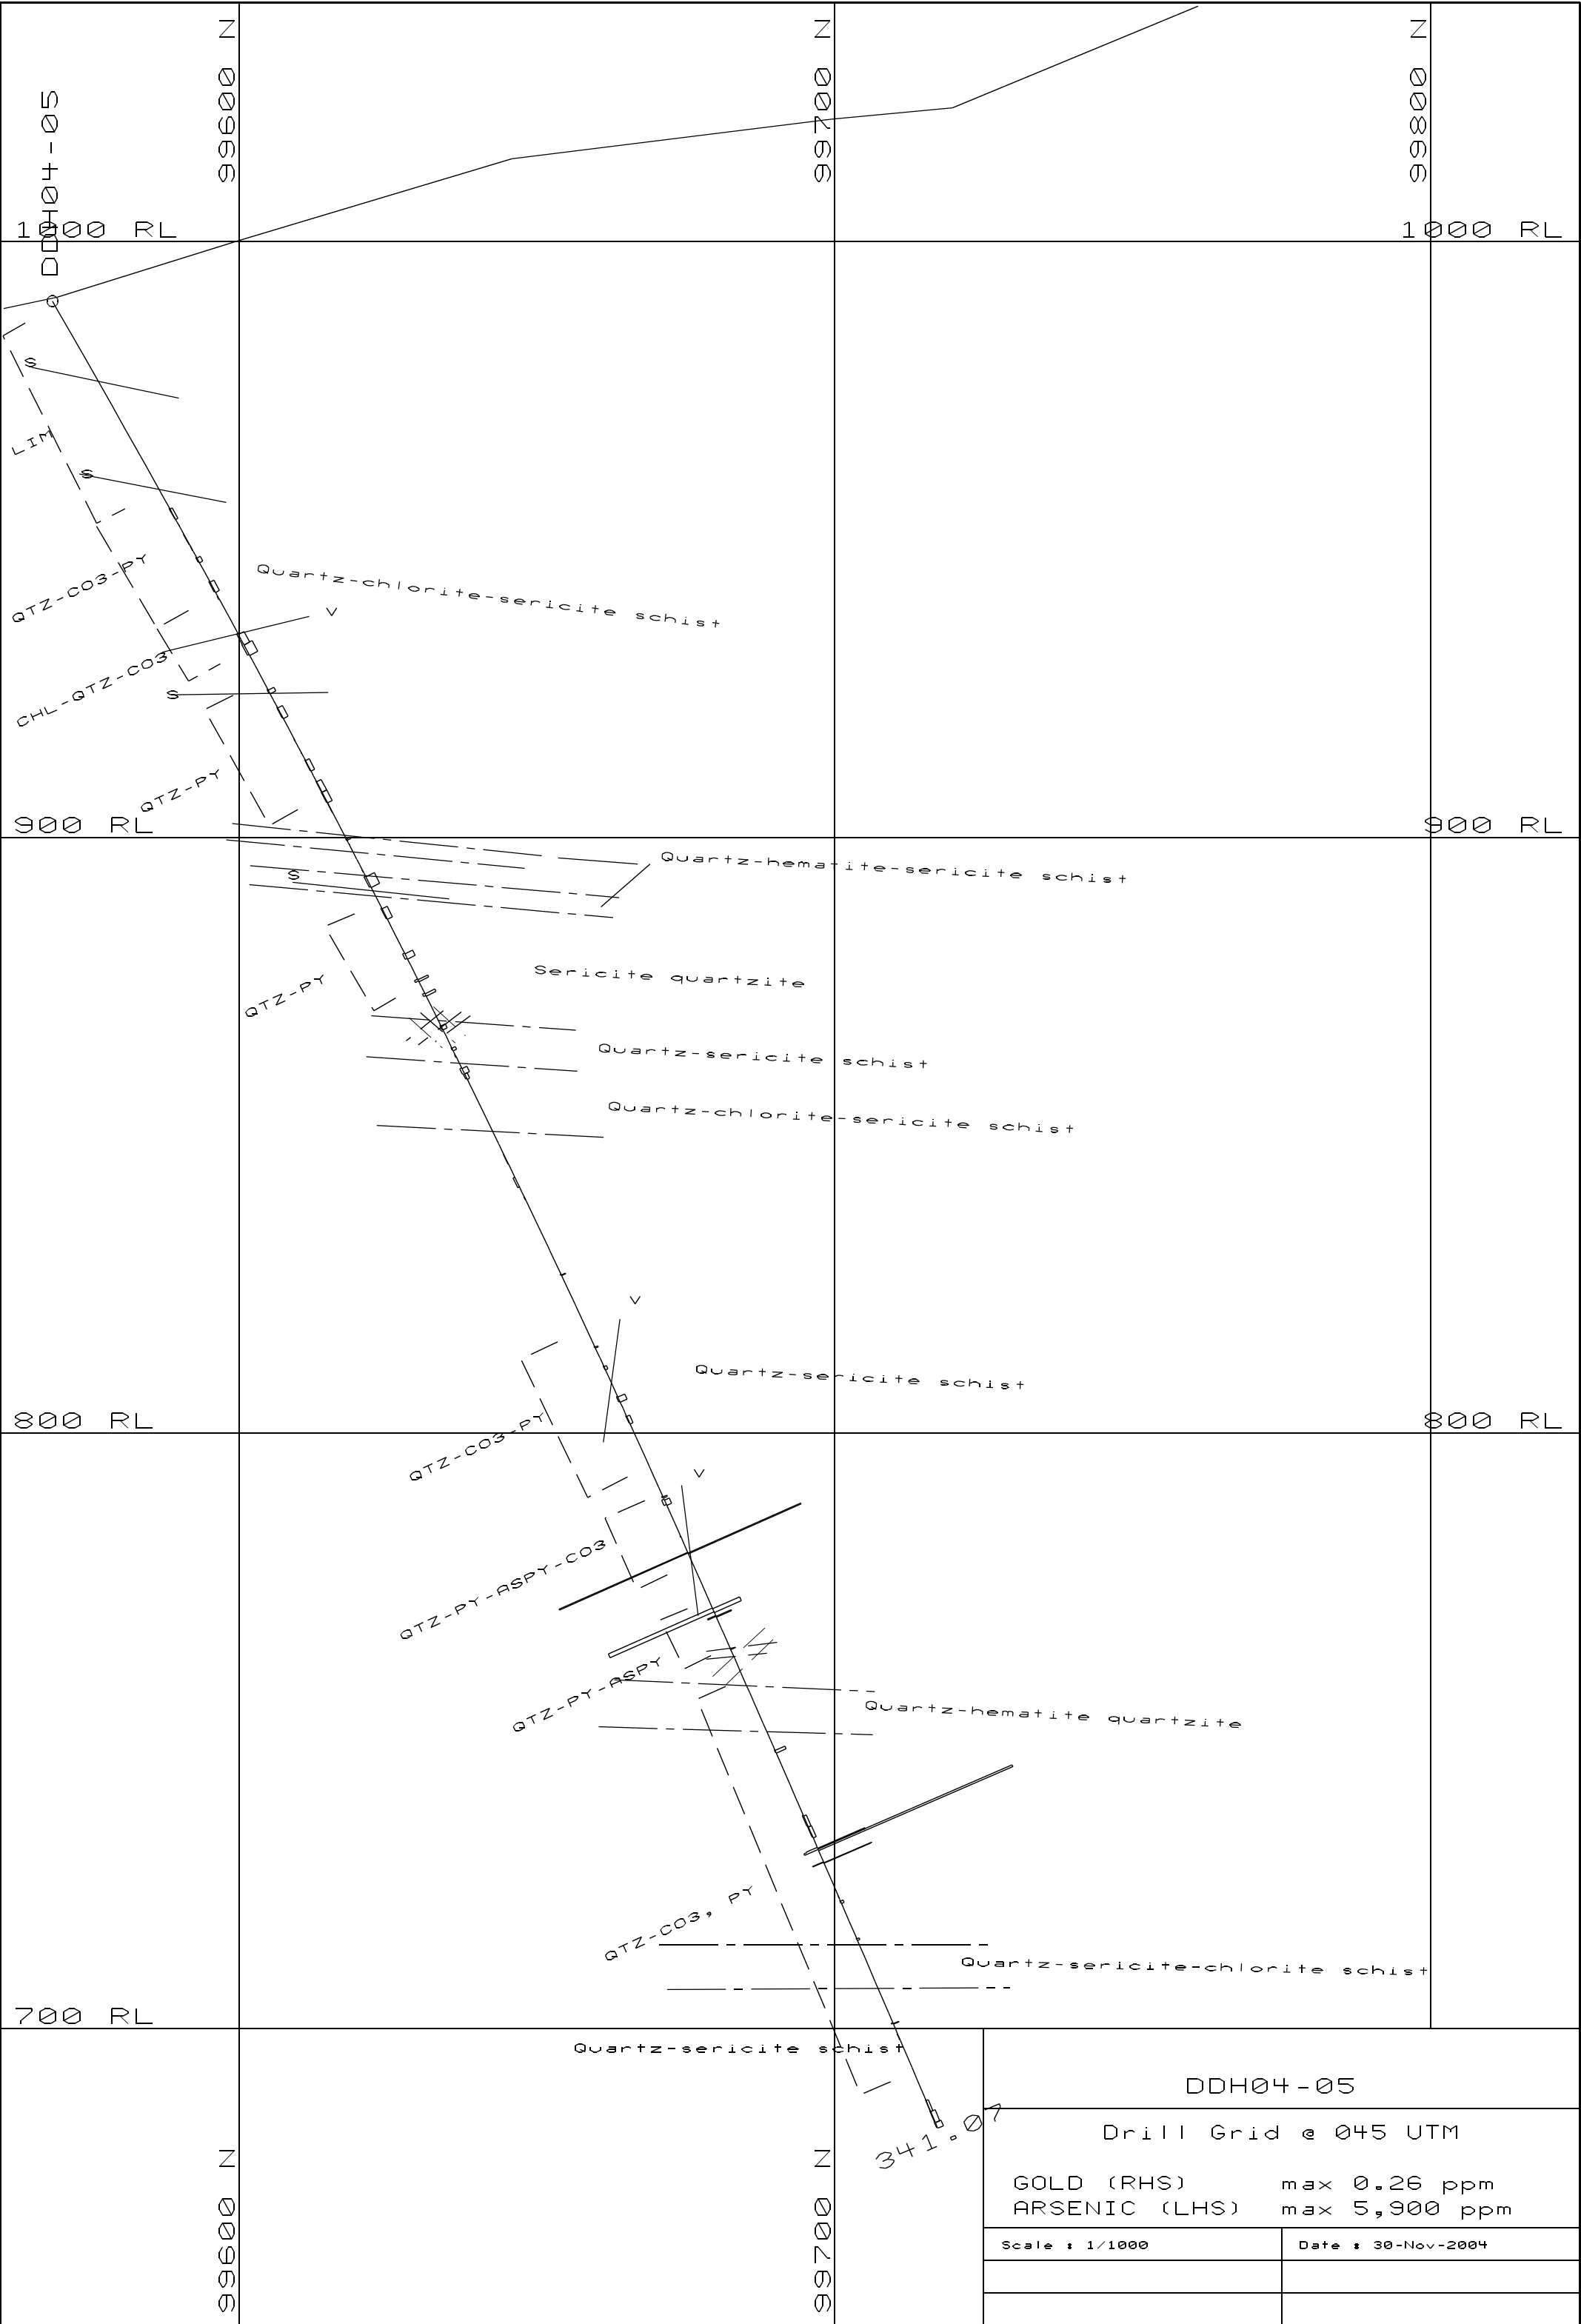 99600 N
99700 N
99800 N
DDH04-05
1000 RL
1000 RL
S
LIM
S
QTZ-CO3-PY
Quartz-chlorite-sericite schist
V
CHL-QTZ-CO3
S
QTZ-PY
900 RL
900 RL
Quartz-hematite-sericite schist
S
Sericite quartzite
QTZ-PY
Quartz-sericite schist
Quartz-chlorite-sericite schist
V
Quartz-sericite schist
800 RL
800 RL
QTZ-CO3-PY
V
QTZ-PY-ASPY-CO3
QTZ-PY-ASPY
Quartz-hematite quartzite
QTZ-CO3, PY
Quartz-sericite-chlorite schist
700 RL
Quartz-sericite schist
341.07
99600 N
99700 N
DDH04-05
Drill Grid @ 045 UTM
GOLD (RHS) max 0.26 ppm
ARSENIC (LHS) max 5,900 ppm
Scale : 1/1000
Date : 30-Nov-2004